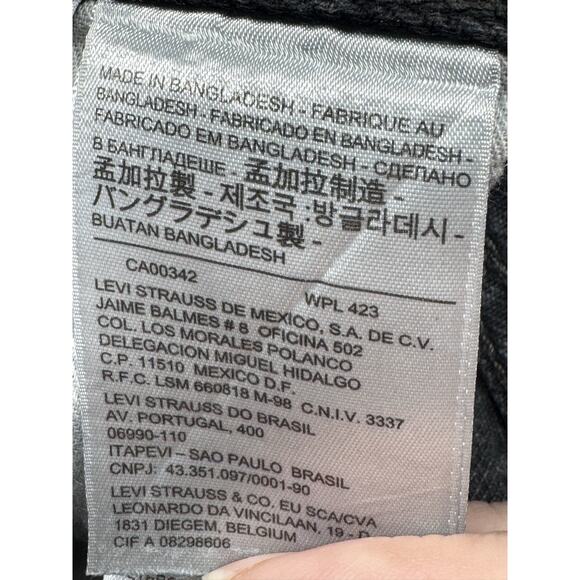 MADE IN BANGLADESH - FABRIQUE AU
BANGLADESH - FABRICADO EN BANGLADESH -
FABRICADO EM BANGLADESH - СДЕЛАНО
В БАНГЛАДЕШЕ - 孟加拉制造 -
孟加拉製 - 제조국 :방글라데시 -
バングラデシュ製 -
BUATAN BANGLADESH
CA00342 WPL 423
LEVI STRAUSS DE MEXICO, S.A. DE C.V.
JAIME BALMES # 8 OFICINA 502
COL. LOS MORALES POLANCO
DELEGACION MIGUEL HIDALGO
C.P. 11510 MEXICO D.F.
R.F.C. LSM 660818 M-98 C.N.I.V. 3337
LEVI STRAUSS DO BRASIL
AV. PORTUGAL, 400
06990-110
ITAPEVI – SAO PAULO BRASIL
CNPJ: 43.351.097/0001-90
LEVI STRAUSS & CO. EU SCA/CVA
LEONARDO DA VINCILAAN, 19 - D
1831 DIEGEM, BELGIUM
CIF A 08298606